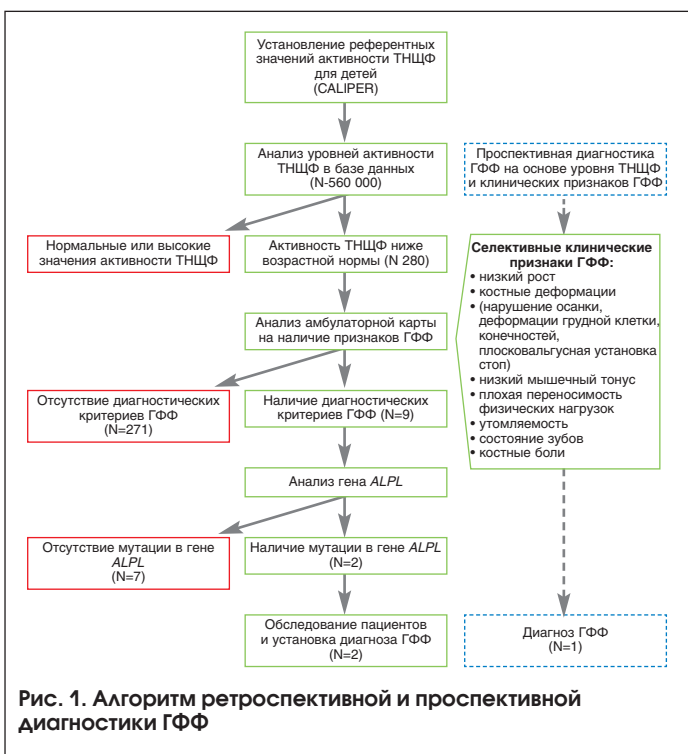 Установление референтных
значений активности ТНЩФ
для детей
(CALIPER)
Анализ уровней активности
ТНЩФ в базе данных
(N-560 000)
Проспективная диагностика
ГФФ на основе уровня ТНЩФ
и клинических признаков ГФФ
Нормальные или высокие
значения активности ТНЩФ
Активность ТНЩФ ниже
возрастной нормы (N 280)
Селективные клинические
признаки ГФФ:
• низкий рост
• костные деформации
• (нарушение осанки,
деформации грудной клетки,
конечностей,
плосковальгусная установка
стоп)
• низкий мышечный тонус
• плохая переносимость
физических нагрузок
• утомляемость
• состояние зубов
• костные боли
Анализ амбулаторной карты
на наличие признаков ГФФ
Отсутствие диагностических
критериев ГФФ
(N=271)
Наличие диагностических
критериев ГФФ (N=9)
Анализ гена ALPL
Отсутствие мутации в гене
ALPL
(N=7)
Наличие мутации в гене ALPL
(N=2)
Обследование пациентов
и установка диагноза ГФФ
(N=2)
Диагноз ГФФ
(N=1)
Рис. 1. Алгоритм ретроспективной и проспективной
диагностики ГФФ